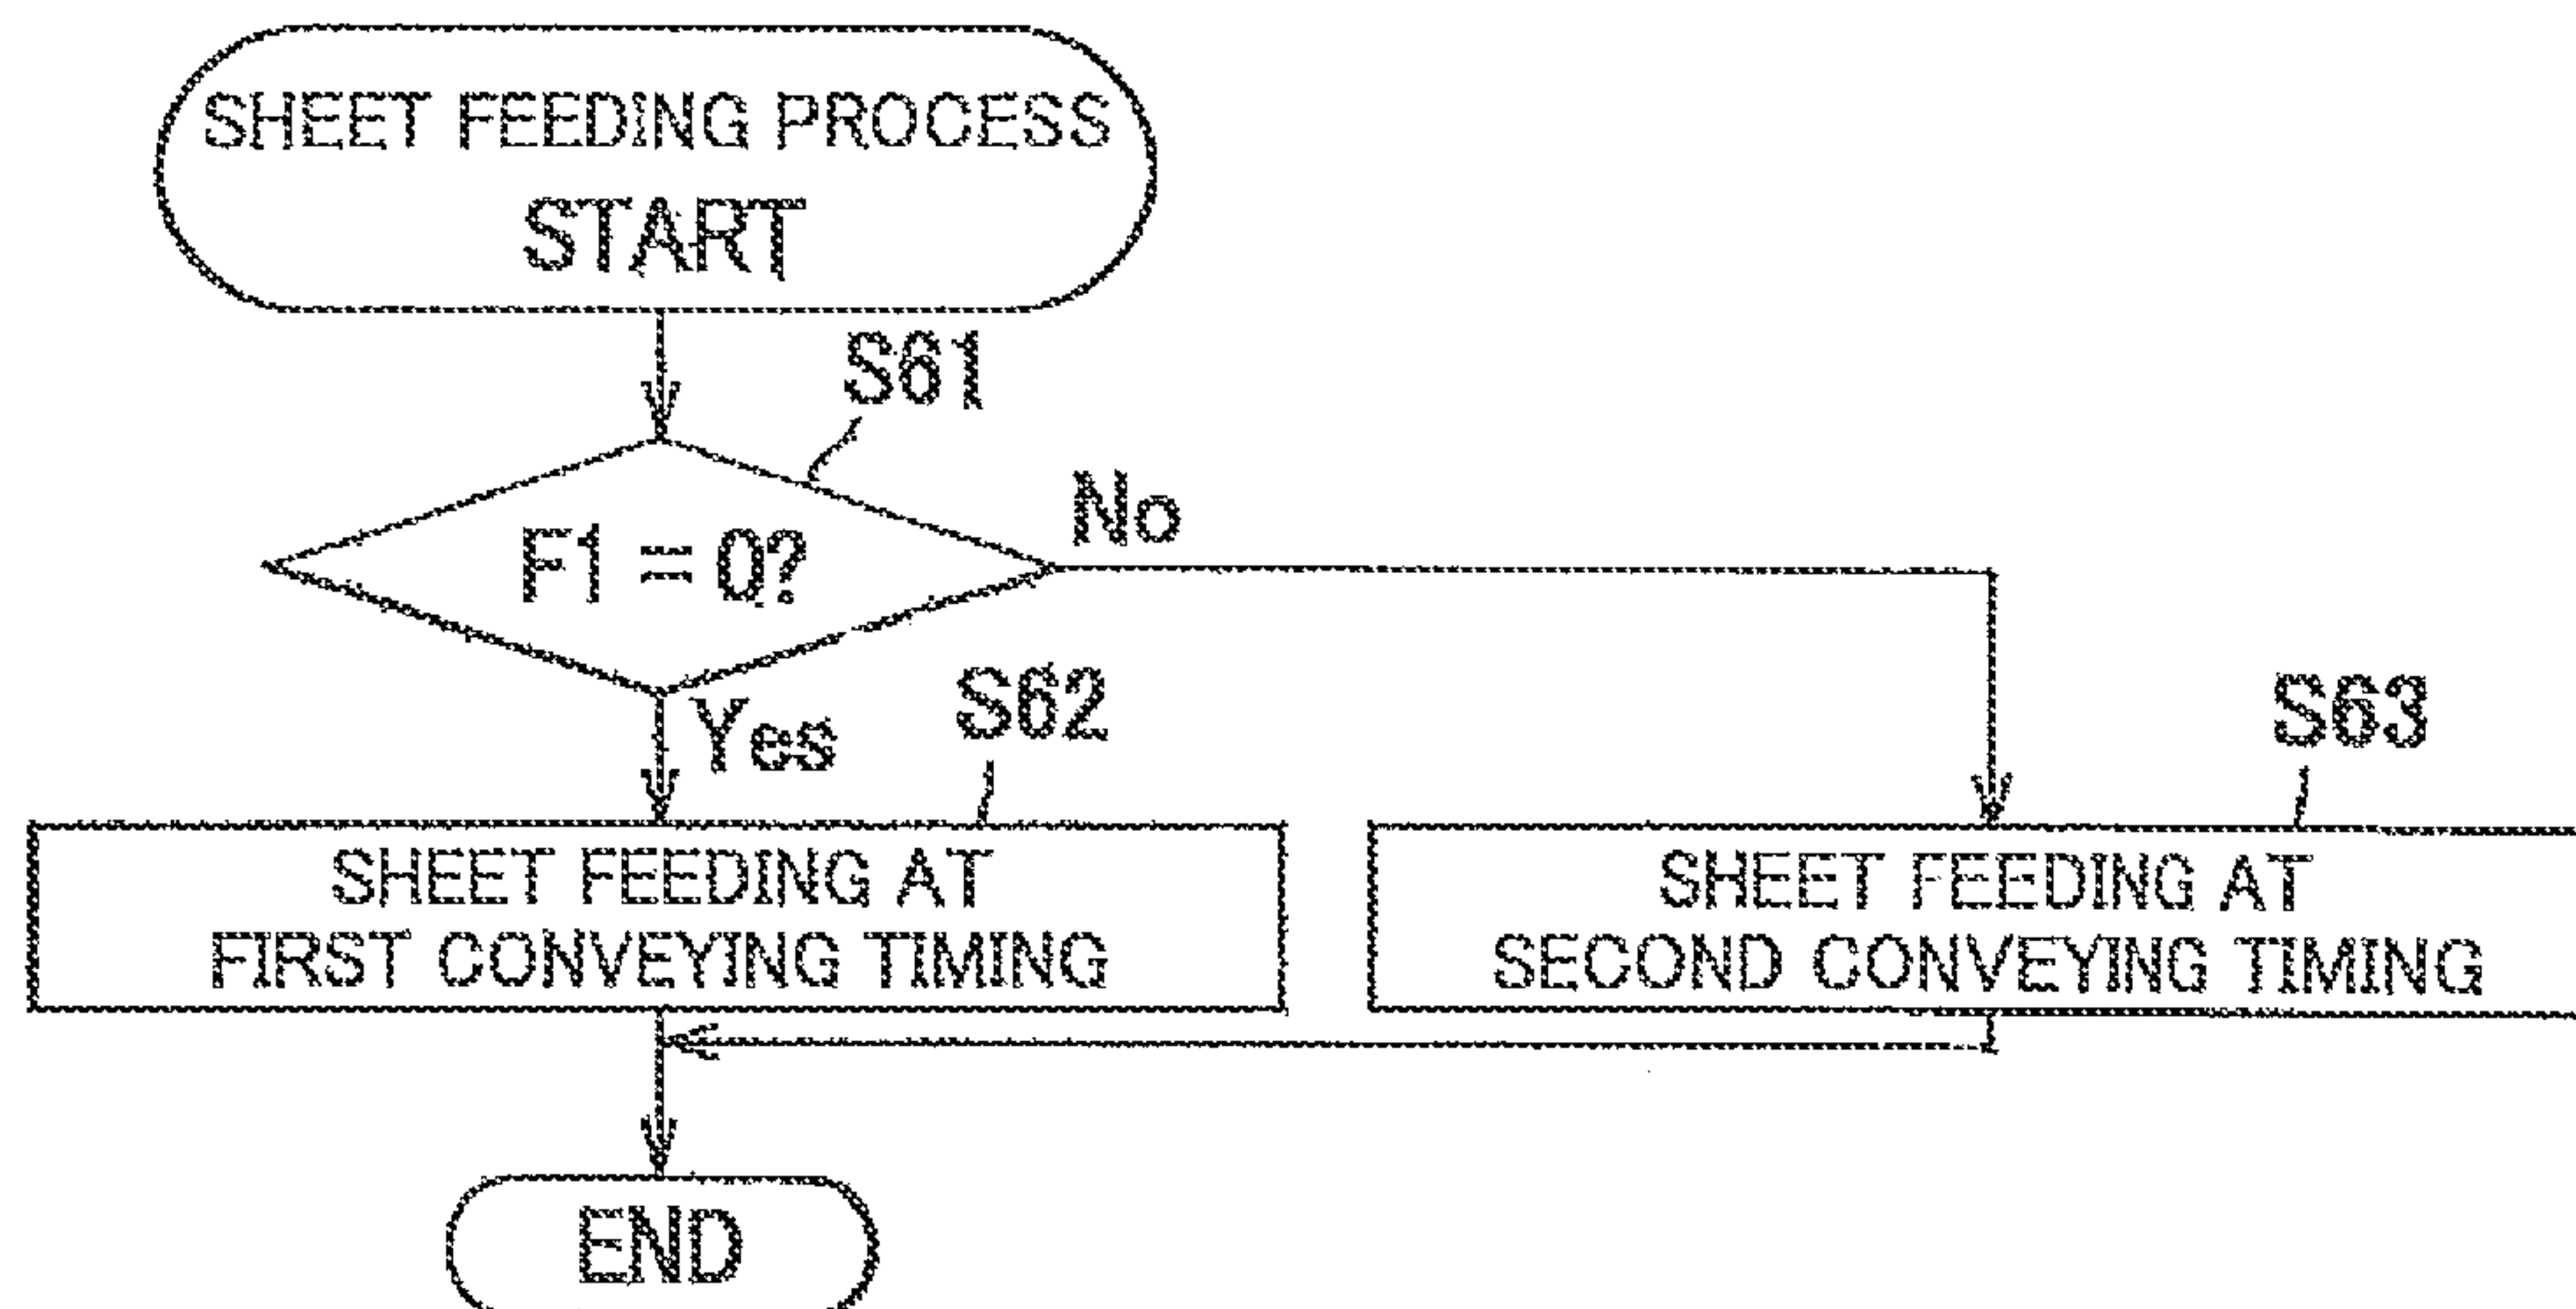 SHEET FEEDING PROCESS
START
S61
F1 = 0?
No
Yes
S62
S63
SHEET FEEDING AT
FIRST CONVEYING TIMING
SHEET FEEDING AT
SECOND CONVEYING TIMING
END